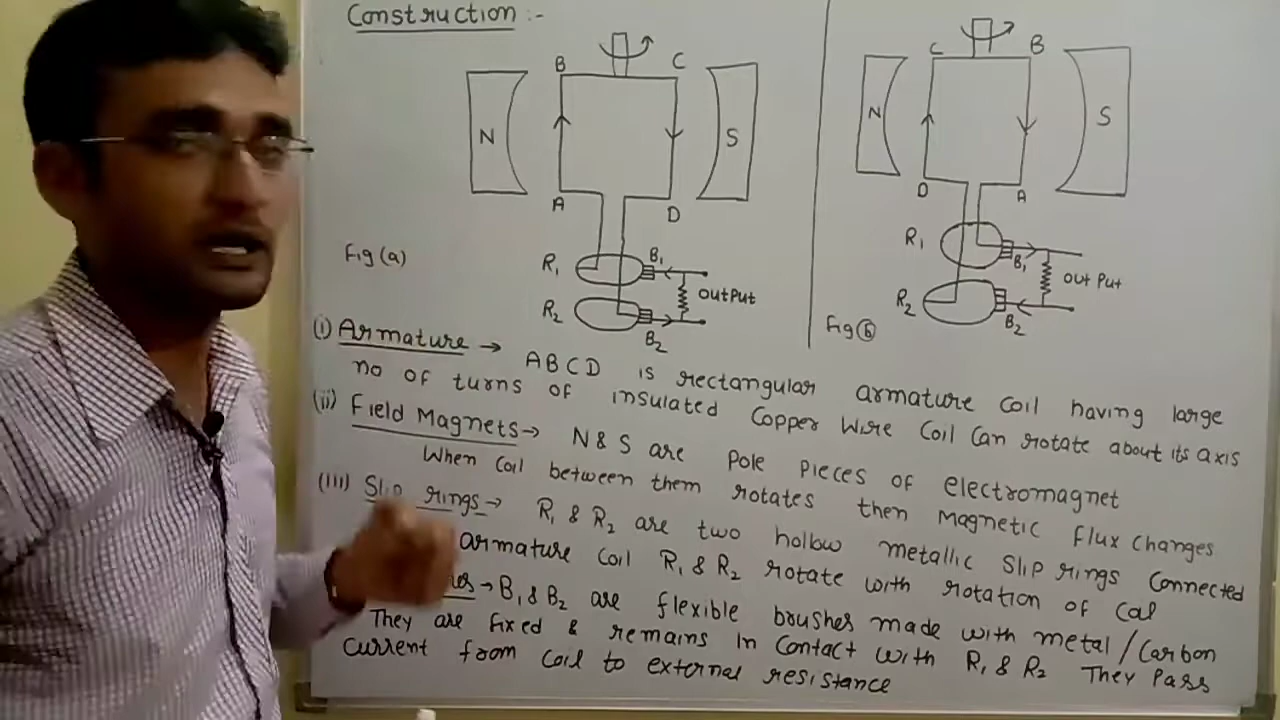 Construction :-
B C
N S
A D
Fig (a)
R1 B1
output
R2 B2
C B
N S
D A
R1 B1
output
R2 B2
Fig (b)
(i) Armature → ABCD is rectangular armature coil having large
no of turns of insulated Copper wire Coil Can rotate about its axis
(ii) Field Magnets → N & S are Pole Pieces of electromagnet
When coil between them rotates then Magnetic flux changes
(iii) Slip rings → R1 & R2 are two hollow metallic slip rings connected
armature coil R1 & R2 rotate with rotation of Coil
→ B1 & B2 are flexible brushes made with metal / Carbon
They are fixed & remains in contact with R1 & R2 They Pass
Current from coil to external resistance